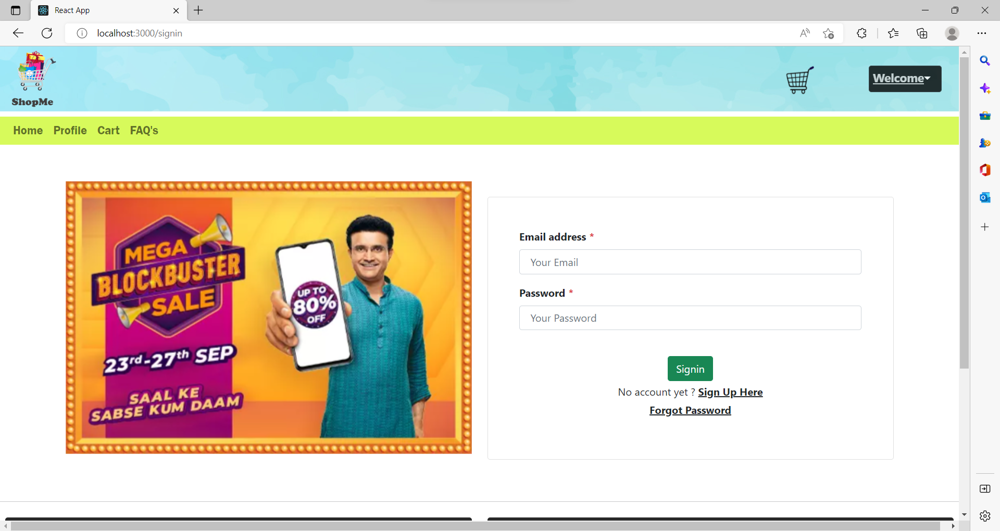 React App
localhost:3000/signin
ShopMe
Welcome
Home Profile Cart FAQ's
MEGA
BLOCKBUSTER
SALE
23rd-27th SEP
SAAL KE
SABSE KUM DAAM
UP TO
80%
OFF
Email address *
Your Email
Password *
Your Password
Signin
No account yet ? Sign Up Here
Forgot Password